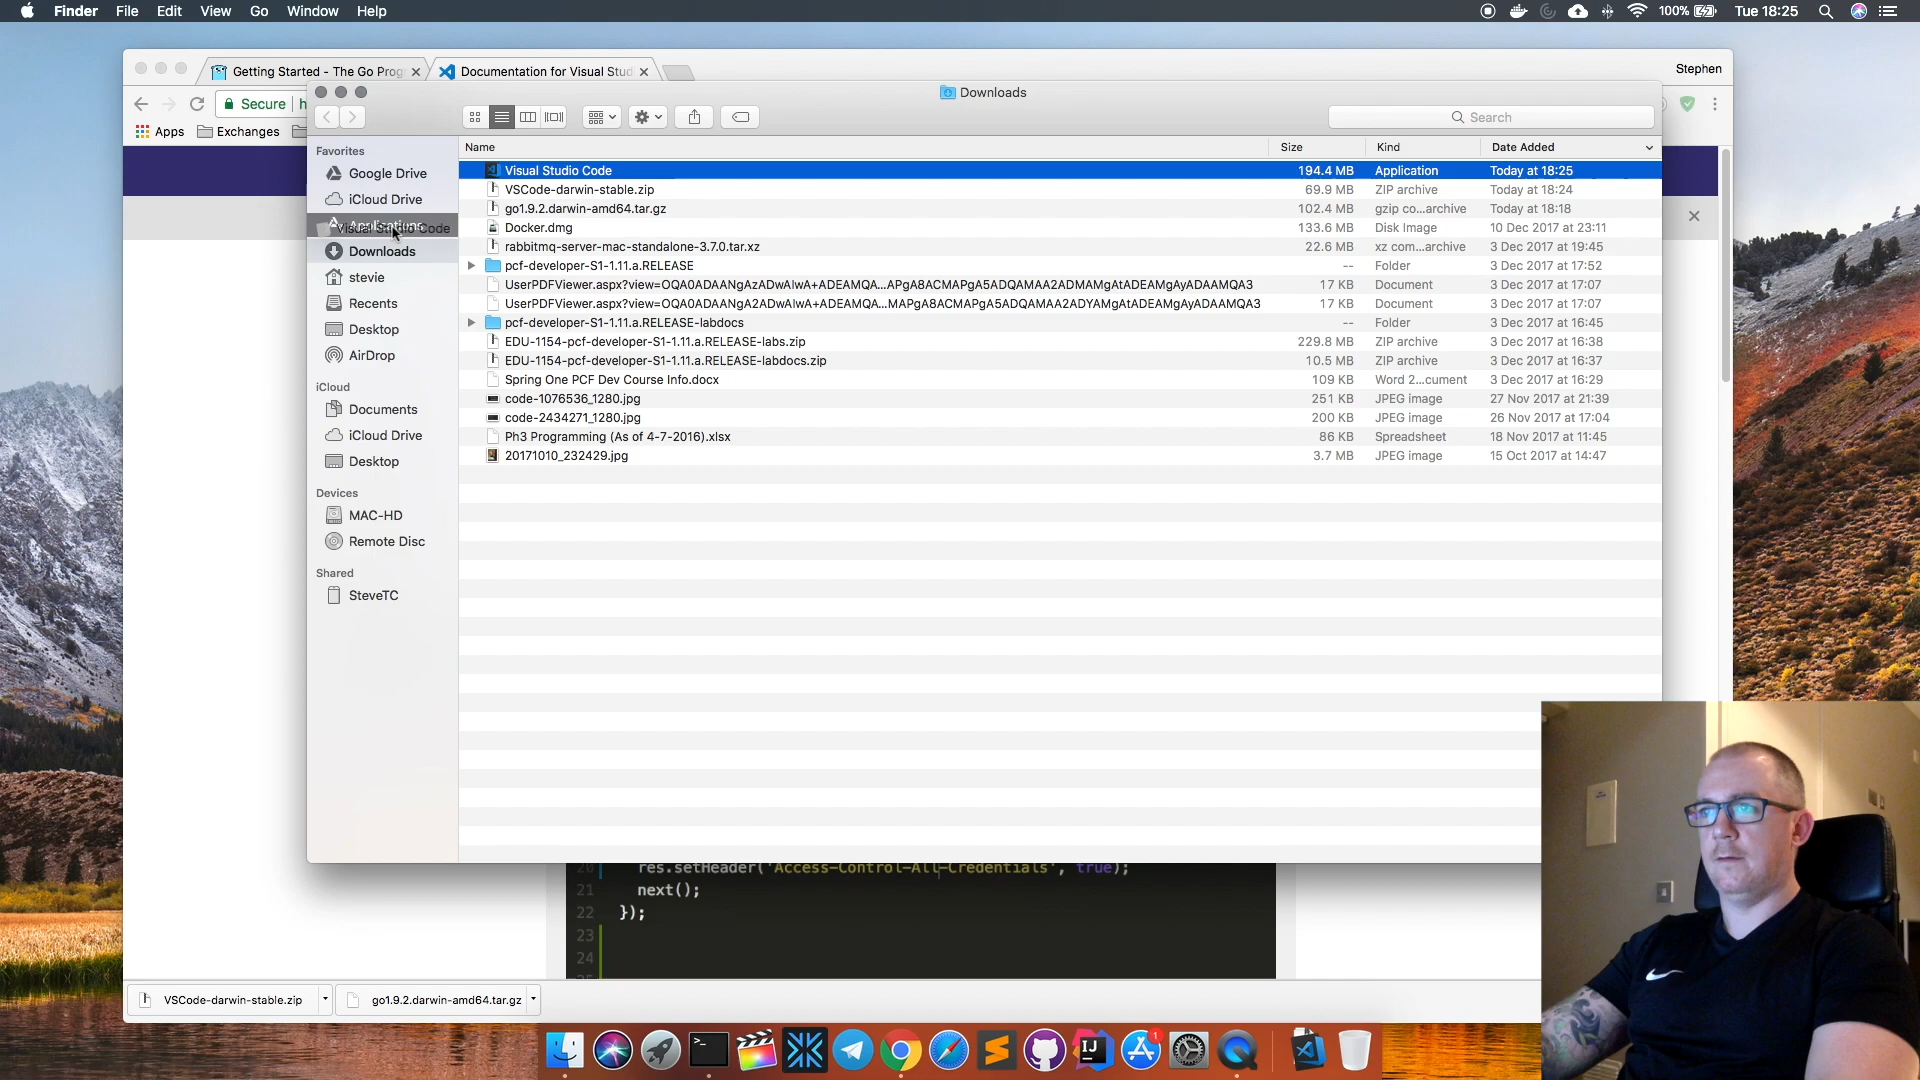 Finder File Edit View Go Window Help
100% Tue 18:25
Getting Started - The Go Prog
Documentation for Visual Stud
Stephen
Secure h
Downloads
Search
Apps Exchanges
Favorites
Google Drive
iCloud Drive
Applications
Visual Studio Code
Downloads
stevie
Recents
Desktop
AirDrop
iCloud
Documents
iCloud Drive
Desktop
Devices
MAC-HD
Remote Disc
Shared
SteveTC
Name Size Kind Date Added
Visual Studio Code 194.4 MB Application Today at 18:25
VSCode-darwin-stable.zip 69.9 MB ZIP archive Today at 18:24
go1.9.2.darwin-amd64.tar.gz 102.4 MB gzip co...archive Today at 18:18
Docker.dmg 133.6 MB Disk Image 10 Dec 2017 at 23:11
rabbitmq-server-mac-standalone-3.7.0.tar.xz 22.6 MB xz com...archive 3 Dec 2017 at 19:45
pcf-developer-S1-1.11.a.RELEASE -- Folder 3 Dec 2017 at 17:52
UserPDFViewer.aspx?view=OQA0ADAANgAzADwAlwA+ADEAMQA...APgA8ACMAPgA5ADQAMAA2ADMAMgAtADEAMgAyADAAMQA3 17 KB Document 3 Dec 2017 at 17:07
UserPDFViewer.aspx?view=OQA0ADAANgA2ADwAlwA+ADEAMQA...MAPgA8ACMAPgA5ADQAMAA2ADYAMgAtADEAMgAyADAAMQA3 17 KB Document 3 Dec 2017 at 17:07
pcf-developer-S1-1.11.a.RELEASE-labdocs -- Folder 3 Dec 2017 at 16:45
EDU-1154-pcf-developer-S1-1.11.a.RELEASE-labs.zip 229.8 MB ZIP archive 3 Dec 2017 at 16:38
EDU-1154-pcf-developer-S1-1.11.a.RELEASE-labdocs.zip 10.5 MB ZIP archive 3 Dec 2017 at 16:37
Spring One PCF Dev Course Info.docx 109 KB Word 2...cument 3 Dec 2017 at 16:29
code-1076536_1280.jpg 251 KB JPEG image 27 Nov 2017 at 21:39
code-2434271_1280.jpg 200 KB JPEG image 26 Nov 2017 at 17:04
Ph3 Programming (As of 4-7-2016).xlsx 86 KB Spreadsheet 18 Nov 2017 at 11:45
20171010_232429.jpg 3.7 MB JPEG image 15 Oct 2017 at 14:47
20 res.setHeader('Access-Control-All-Credentials', true);
21 next();
22 });
23
24
VSCode-darwin-stable.zip
go1.9.2.darwin-amd64.tar.gz
IJ
1